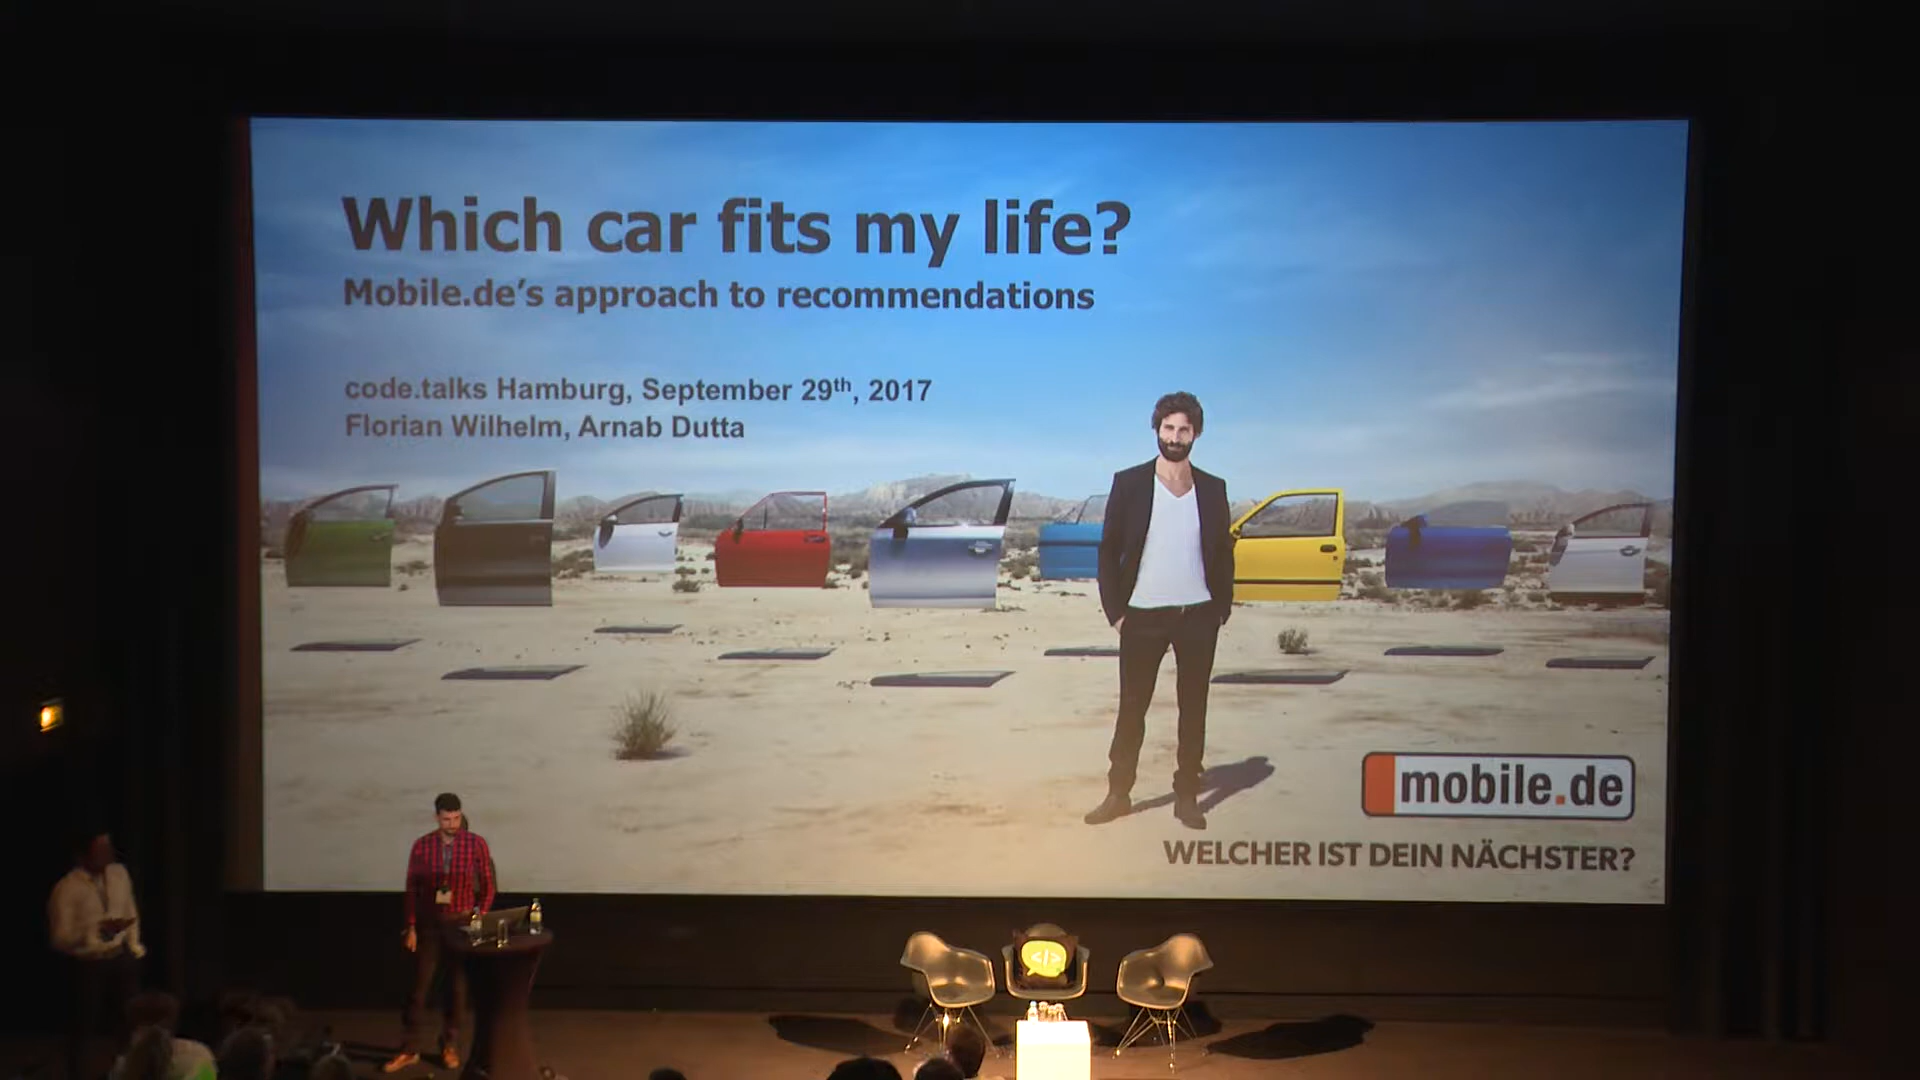 Which car fits my life?
Mobile.de’s approach to recommendations
code.talks Hamburg, September 29th, 2017
Florian Wilhelm, Arnab Dutta
mobile.de
WELCHER IST DEIN NÄCHSTER?
</>